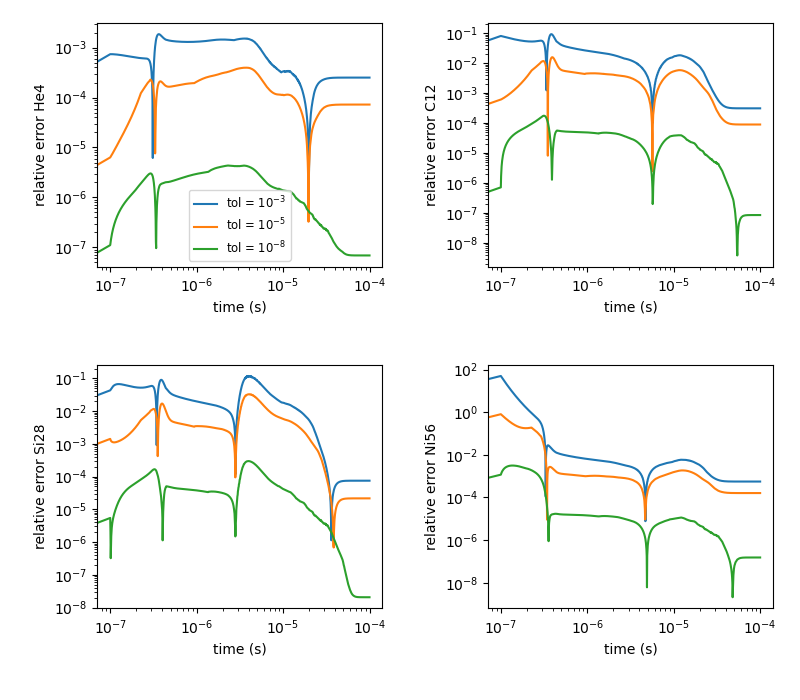 relative error He4
10⁻³
10⁻⁴
10⁻⁵
10⁻⁶
10⁻⁷
tol = 10⁻³
tol = 10⁻⁵
tol = 10⁻⁸
10⁻⁷ 10⁻⁶ 10⁻⁵ 10⁻⁴
time (s)
relative error C12
10⁻¹
10⁻²
10⁻³
10⁻⁴
10⁻⁵
10⁻⁶
10⁻⁷
10⁻⁸
10⁻⁷ 10⁻⁶ 10⁻⁵ 10⁻⁴
time (s)
relative error Si28
10⁻¹
10⁻²
10⁻³
10⁻⁴
10⁻⁵
10⁻⁶
10⁻⁷
10⁻⁸
10⁻⁷ 10⁻⁶ 10⁻⁵ 10⁻⁴
time (s)
relative error Ni56
10²
10⁰
10⁻²
10⁻⁴
10⁻⁶
10⁻⁸
10⁻⁷ 10⁻⁶ 10⁻⁵ 10⁻⁴
time (s)